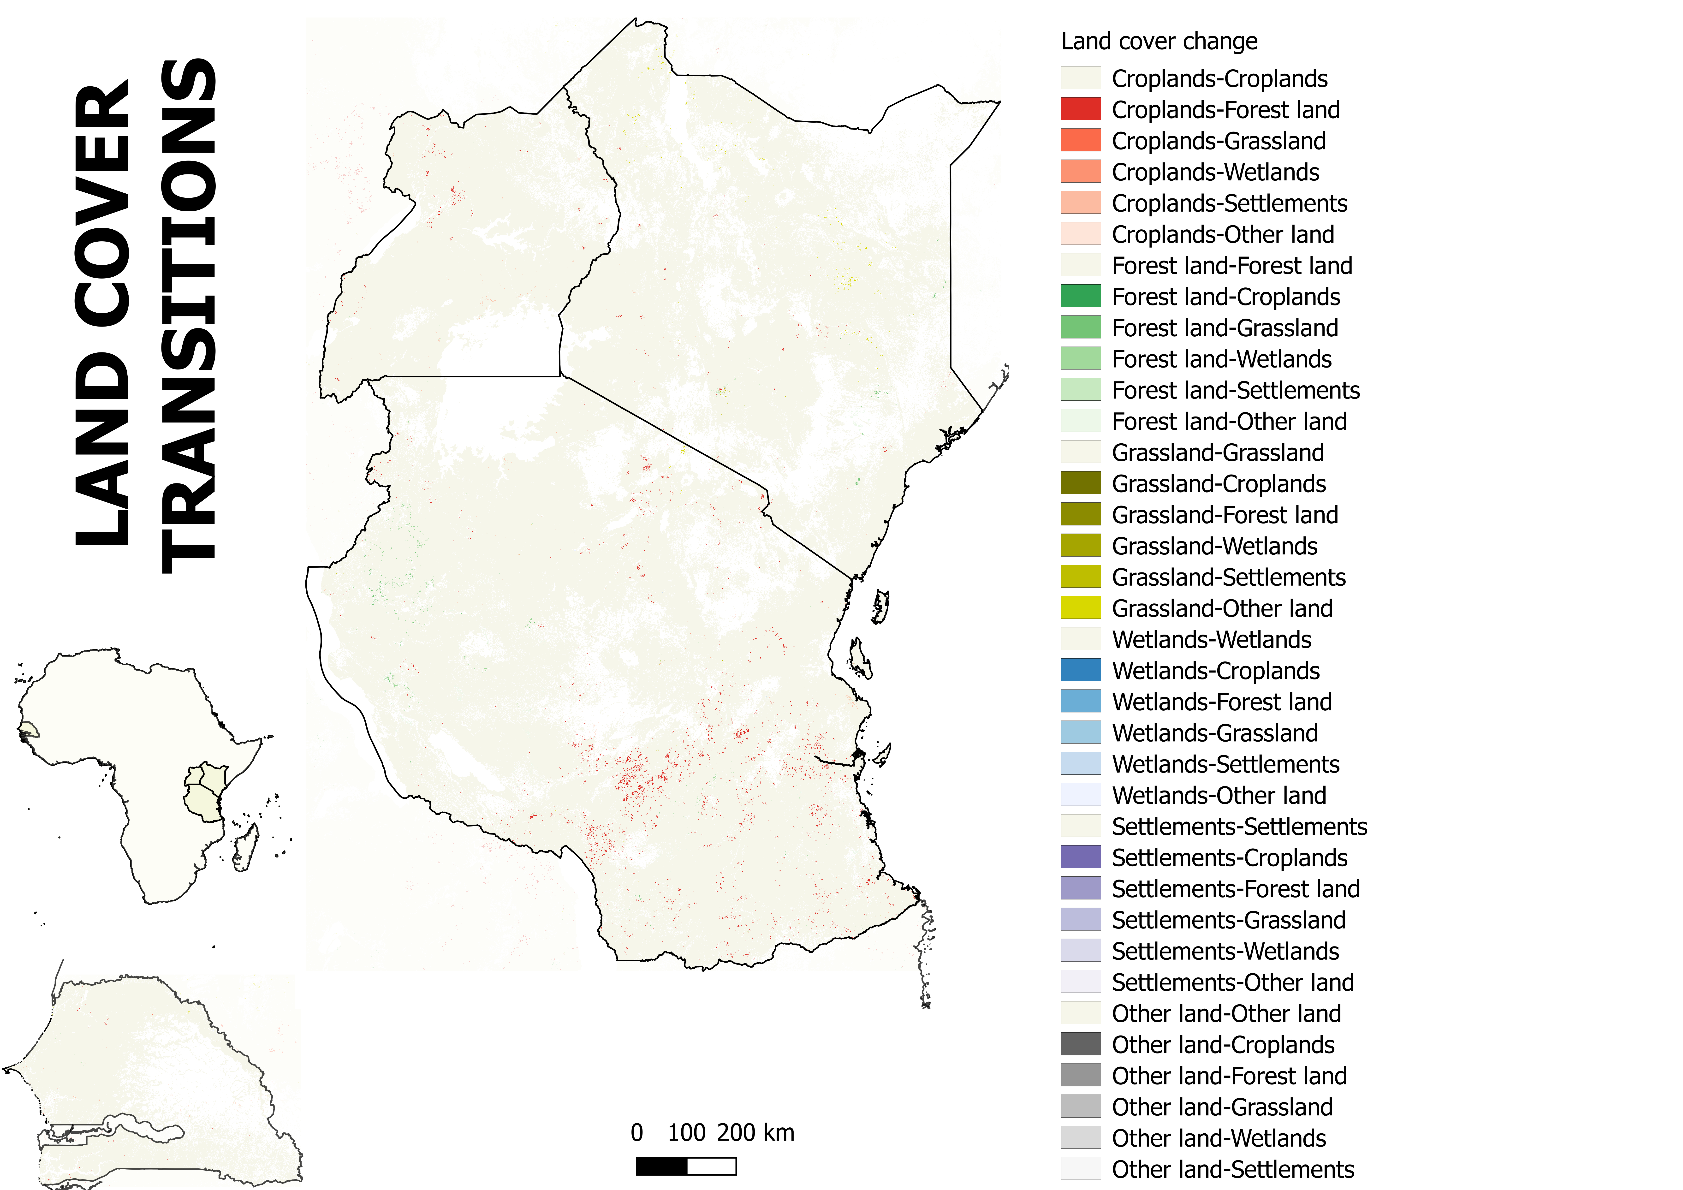 LAND COVER
TRANSITIONS
Land cover change
Croplands-Croplands
Croplands-Forest land
Croplands-Grassland
Croplands-Wetlands
Croplands-Settlements
Croplands-Other land
Forest land-Forest land
Forest land-Croplands
Forest land-Grassland
Forest land-Wetlands
Forest land-Settlements
Forest land-Other land
Grassland-Grassland
Grassland-Croplands
Grassland-Forest land
Grassland-Wetlands
Grassland-Settlements
Grassland-Other land
Wetlands-Wetlands
Wetlands-Croplands
Wetlands-Forest land
Wetlands-Grassland
Wetlands-Settlements
Wetlands-Other land
Settlements-Settlements
Settlements-Croplands
Settlements-Forest land
Settlements-Grassland
Settlements-Wetlands
Settlements-Other land
Other land-Other land
Other land-Croplands
Other land-Forest land
Other land-Grassland
Other land-Wetlands
Other land-Settlements
0 100 200 km